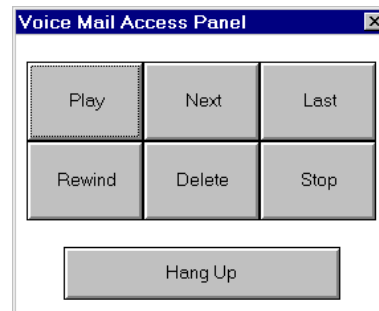 Voice Mail Access Panel
Play Next Last
Rewind Delete Stop
Hang Up